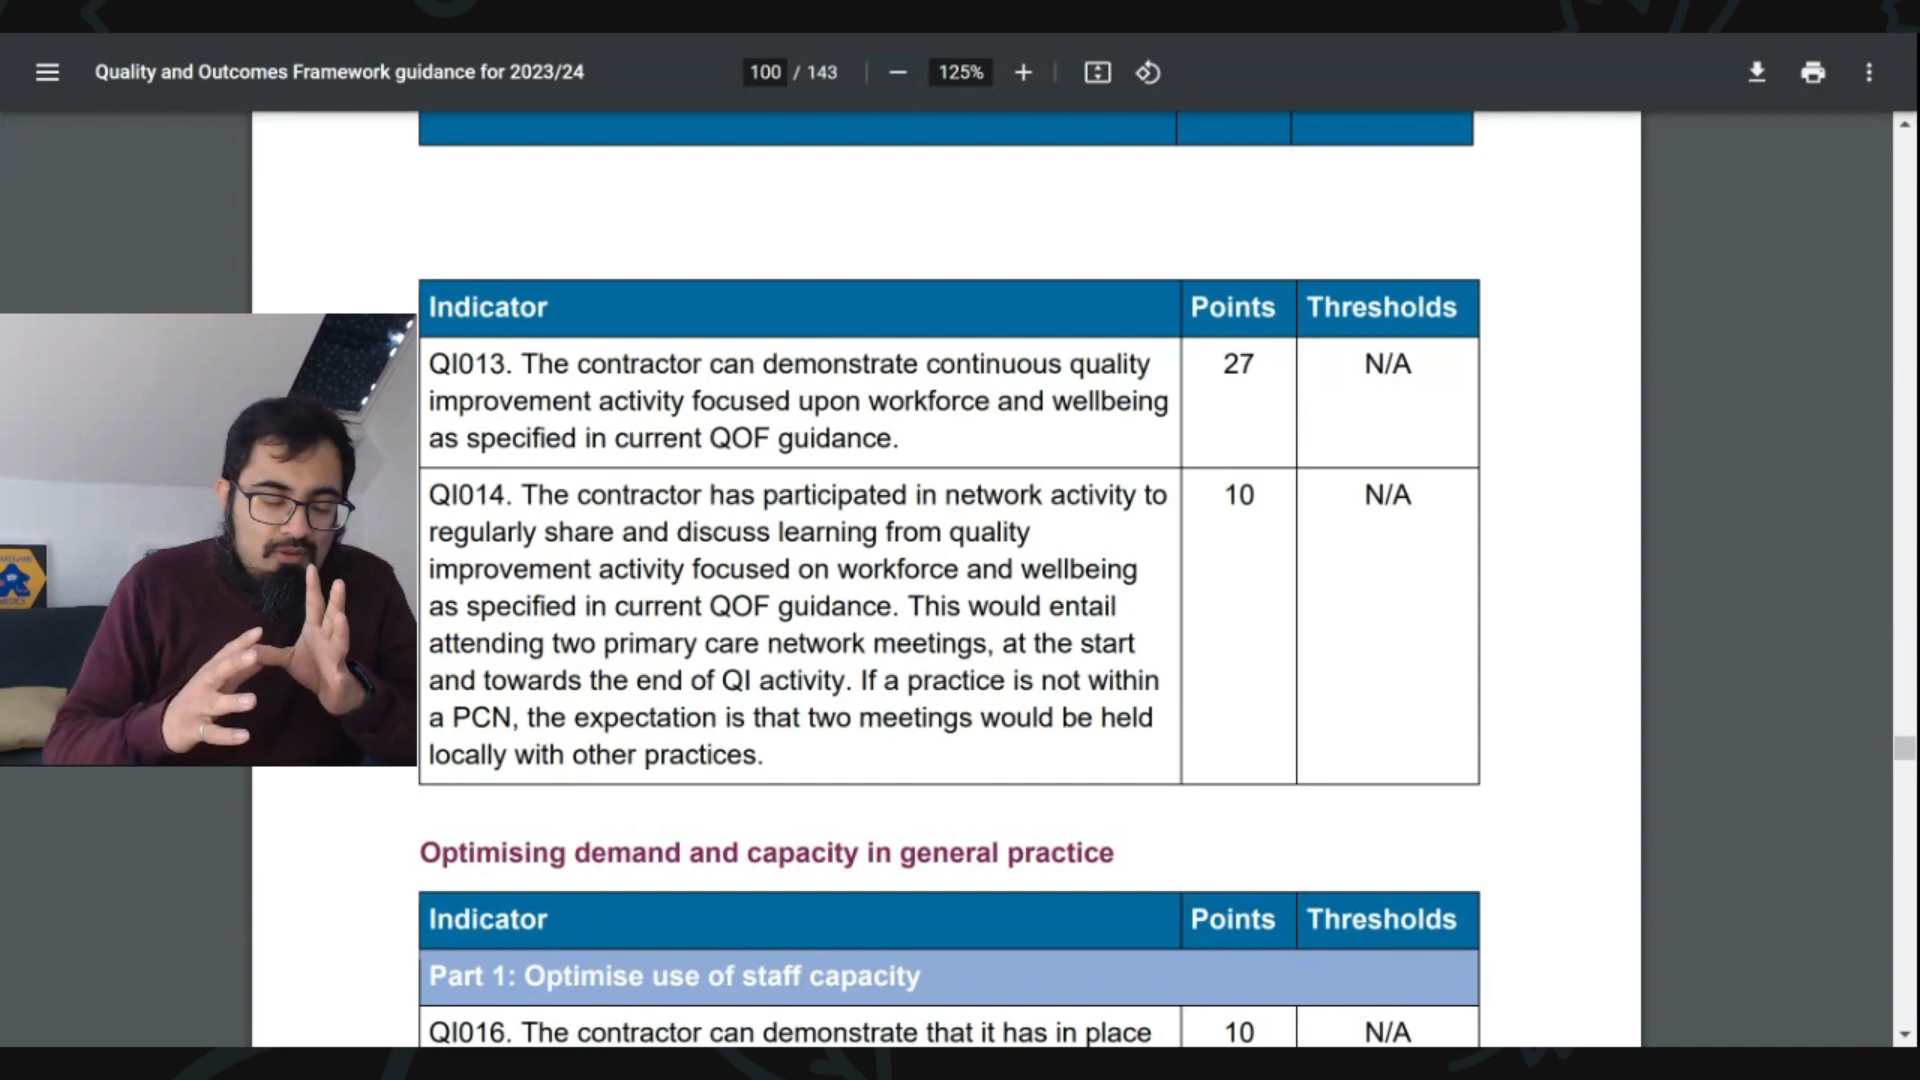 Quality and Outcomes Framework guidance for 2023/24
100 / 143
125%
Indicator Points Thresholds
QI013. The contractor can demonstrate continuous quality 27 N/A
improvement activity focused upon workforce and wellbeing
as specified in current QOF guidance.
QI014. The contractor has participated in network activity to 10 N/A
regularly share and discuss learning from quality
improvement activity focused on workforce and wellbeing
as specified in current QOF guidance. This would entail
attending two primary care network meetings, at the start
and towards the end of QI activity. If a practice is not within
a PCN, the expectation is that two meetings would be held
locally with other practices.
Optimising demand and capacity in general practice
Indicator Points Thresholds
Part 1: Optimise use of staff capacity
QI016. The contractor can demonstrate that it has in place 10 N/A